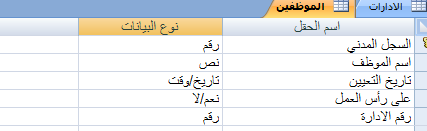 الادارات الموظفين
اسم الحقل نوع البيانات
السجل المدني رقم
اسم الموظف نص
تاريخ التعيين تاريخ/وقت
على رأس العمل نعم/لا
رقم الادارة رقم